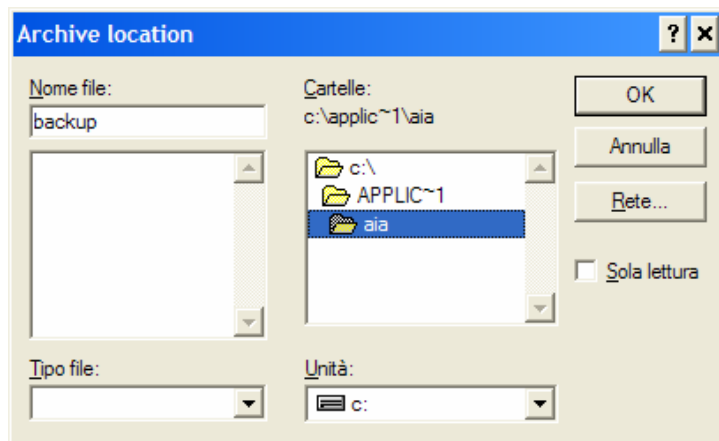 Archive location
Nome file:
backup
Cartelle:
c:\applic~1\aia
c:\
APPLIC~1
aia
OK
Annulla
Rete...
Sola lettura
Tipo file:
Unità:
c: